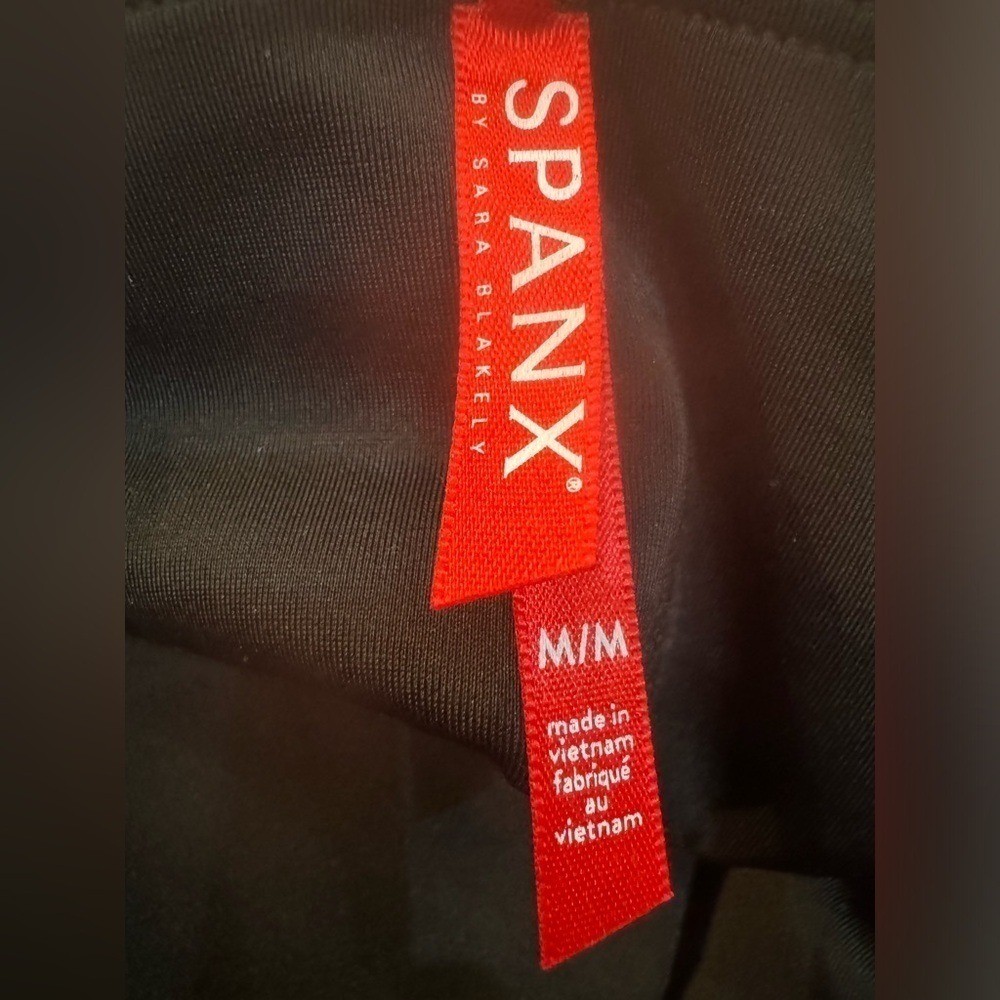 SPANX®
BY SARA BLAKELY
M/M
made in
vietnam
fabriqué
au
vietnam